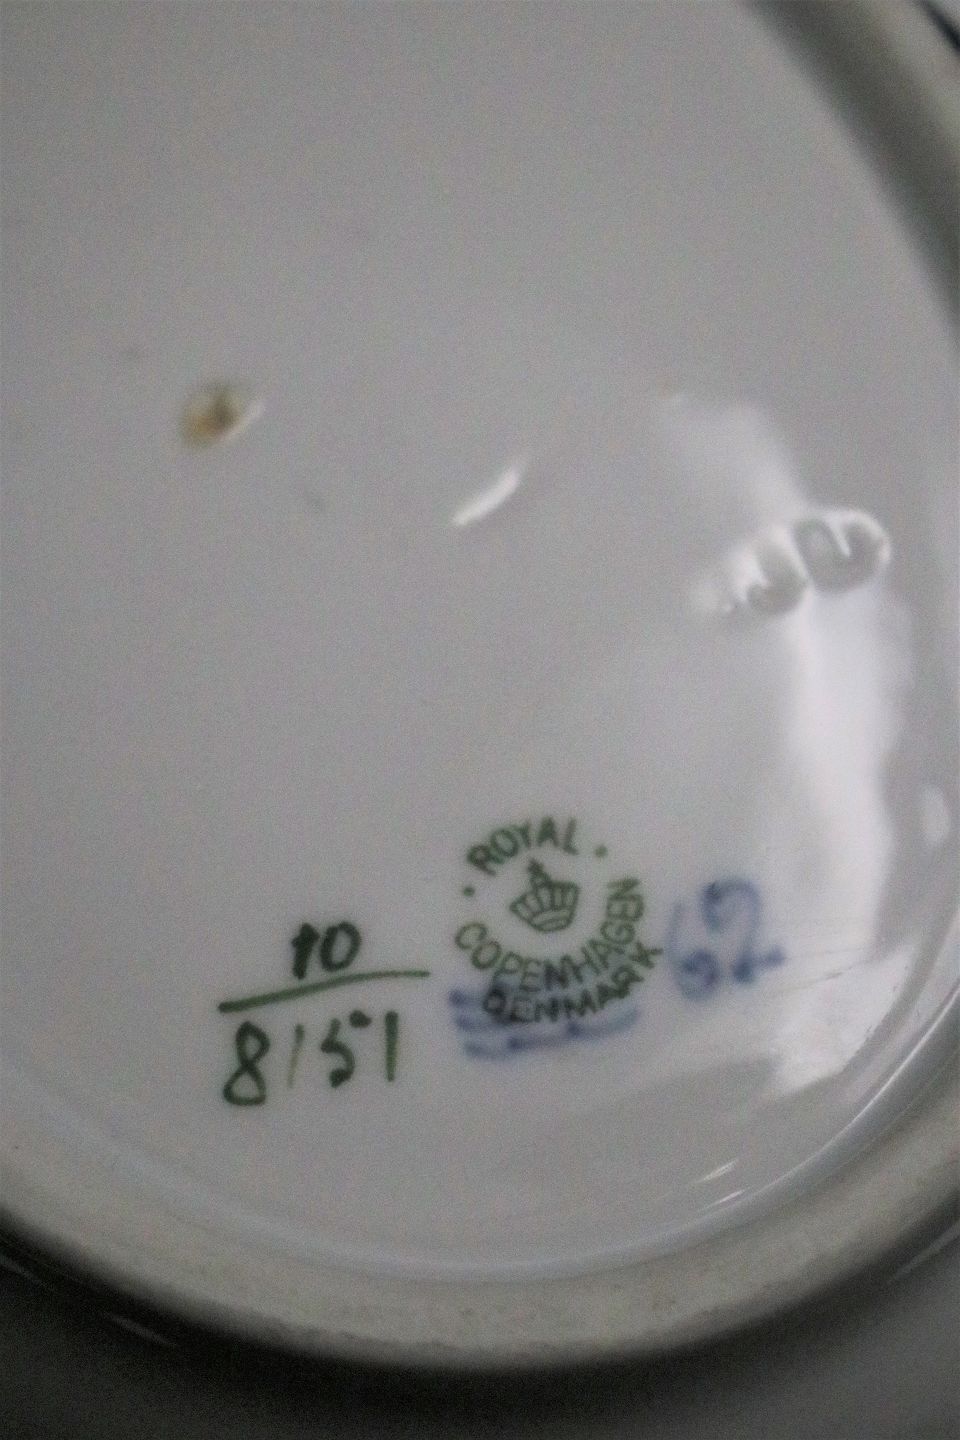 10
8151
ROYAL
COPENHAGEN
DENMARK
62